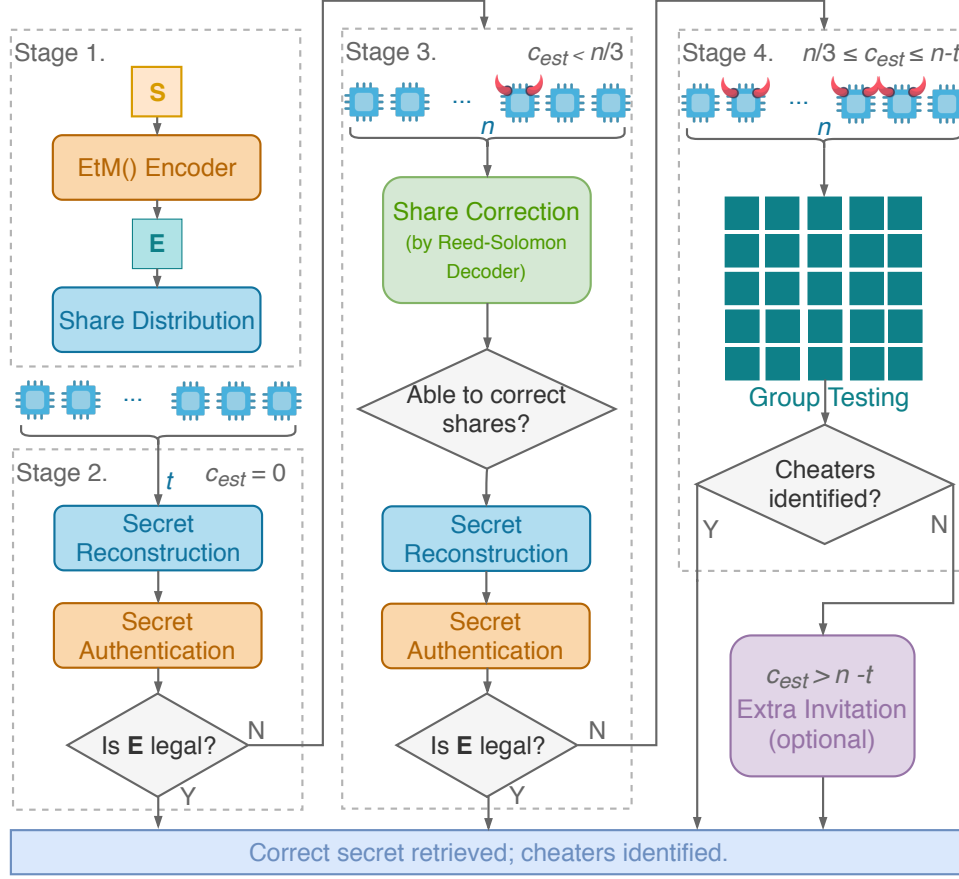 Stage 1.
S
EtM() Encoder
E
Share Distribution
...
Stage 2.
t
c_est = 0
Secret
Reconstruction
Secret
Authentication
Is E legal?
N
Y
Stage 3.
c_est < n/3
...
n
Share Correction
(by Reed-Solomon
Decoder)
Able to correct
shares?
Secret
Reconstruction
Secret
Authentication
Is E legal?
N
Y
Stage 4.
n/3 ≤ c_est ≤ n-t
...
n
Group Testing
Cheaters
identified?
Y
N
c_est > n -t
Extra Invitation
(optional)
Correct secret retrieved; cheaters identified.